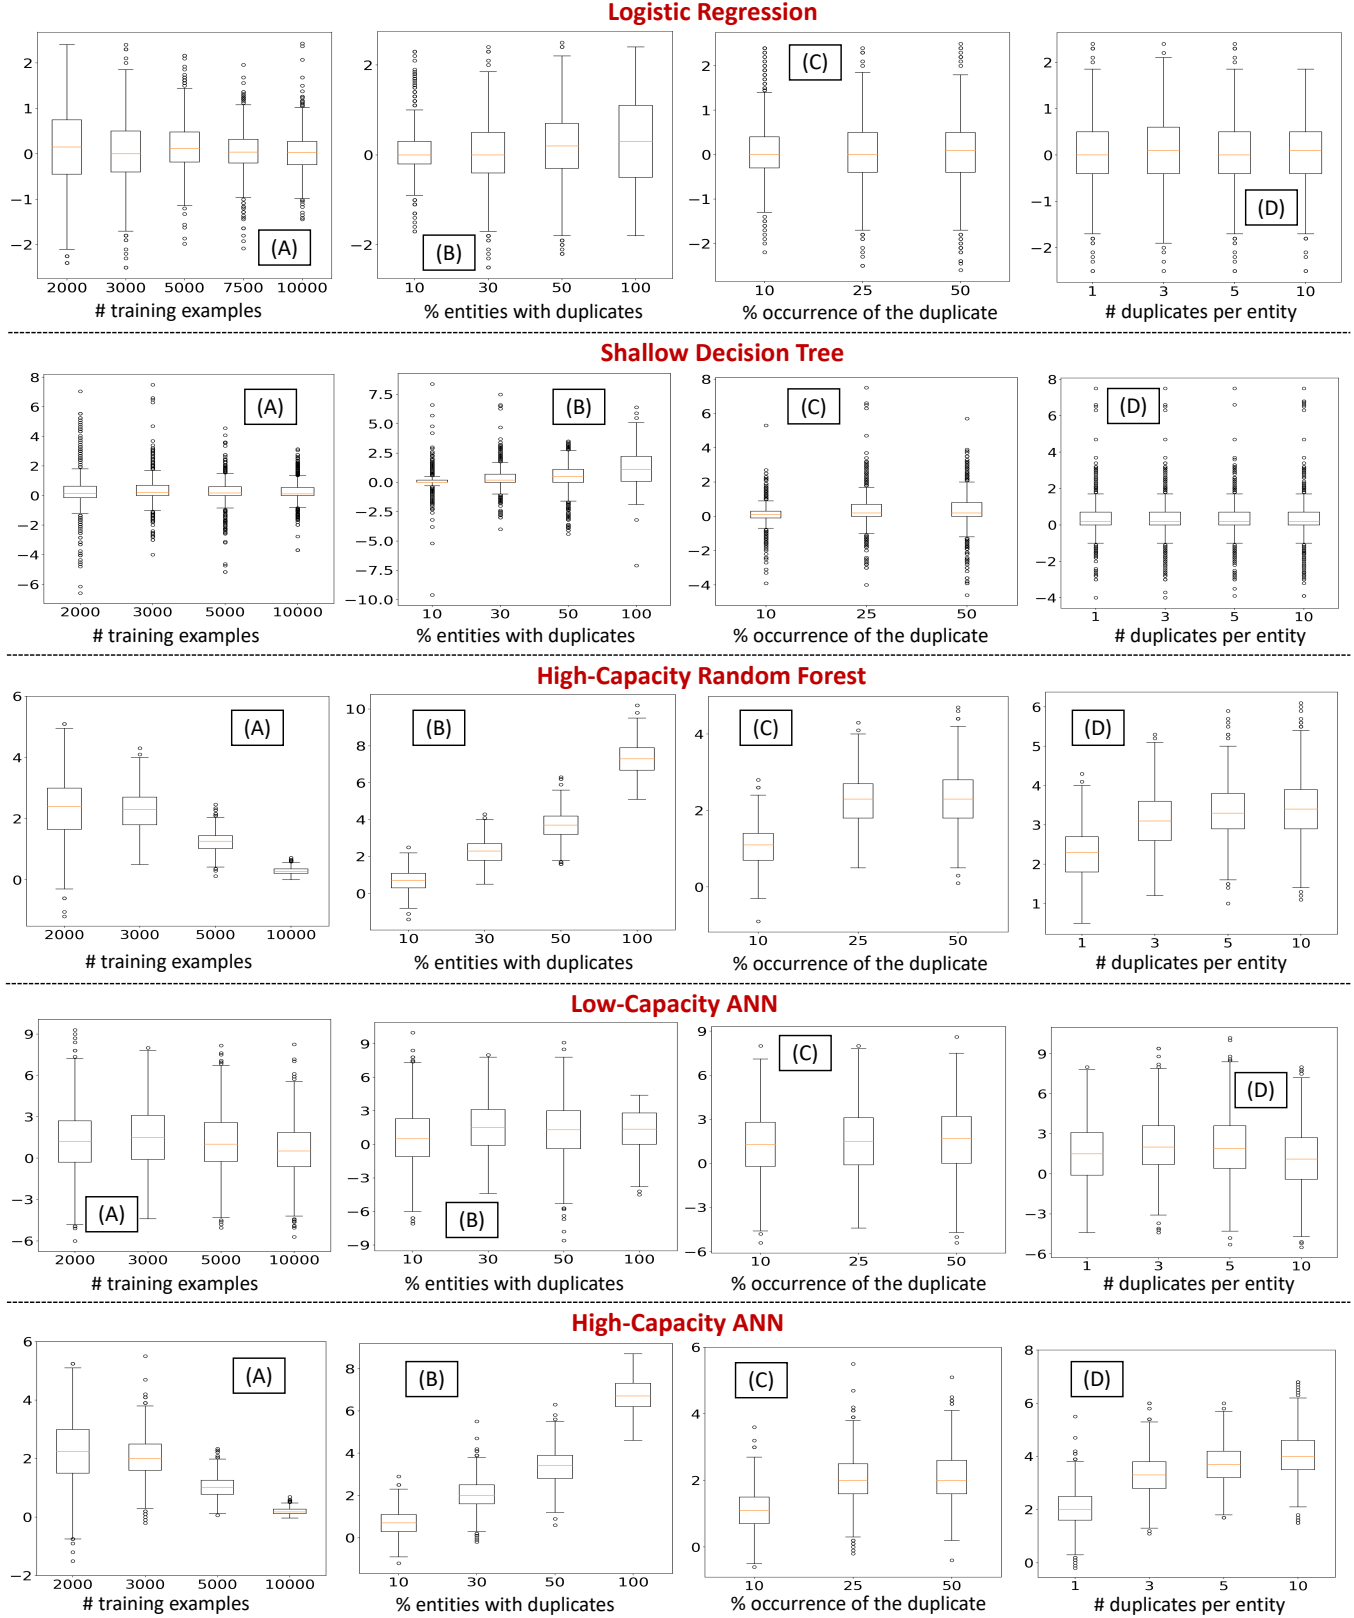 Logistic Regression
2
1
0
−1
−2
(A)
2000 3000 5000 7500 10000
# training examples
2
0
−2
(B)
10 30 50 100
% entities with duplicates
2
1
0
−1
−2
(C)
10 25 50
% occurrence of the duplicate
2
1
0
−1
−2
(D)
1 3 5 10
# duplicates per entity
Shallow Decision Tree
8
6
4
2
0
−2
−4
−6
(A)
2000 3000 5000 10000
# training examples
7.5
5.0
2.5
0.0
−2.5
−5.0
−7.5
−10.0
(B)
10 30 50 100
% entities with duplicates
8
6
4
2
0
−2
−4
(C)
10 25 50
% occurrence of the duplicate
8
6
4
2
0
−2
−4
(D)
1 3 5 10
# duplicates per entity
High-Capacity Random Forest
6
4
2
0
(A)
2000 3000 5000 10000
# training examples
10
8
6
4
2
0
(B)
10 30 50 100
% entities with duplicates
4
2
0
(C)
10 25 50
% occurrence of the duplicate
6
5
4
3
2
1
(D)
1 3 5 10
# duplicates per entity
Low-Capacity ANN
9
6
3
0
−3
−6
(A)
2000 3000 5000 10000
# training examples
9
6
3
0
−3
−6
−9
(B)
10 30 50 100
% entities with duplicates
9
6
3
0
−3
−6
(C)
10 25 50
% occurrence of the duplicate
9
6
3
0
−3
−6
(D)
1 3 5 10
# duplicates per entity
High-Capacity ANN
6
4
2
0
−2
(A)
2000 3000 5000 10000
# training examples
8
6
4
2
0
(B)
10 30 50 100
% entities with duplicates
6
4
2
0
(C)
10 25 50
% occurrence of the duplicate
8
6
4
2
0
(D)
1 3 5 10
# duplicates per entity